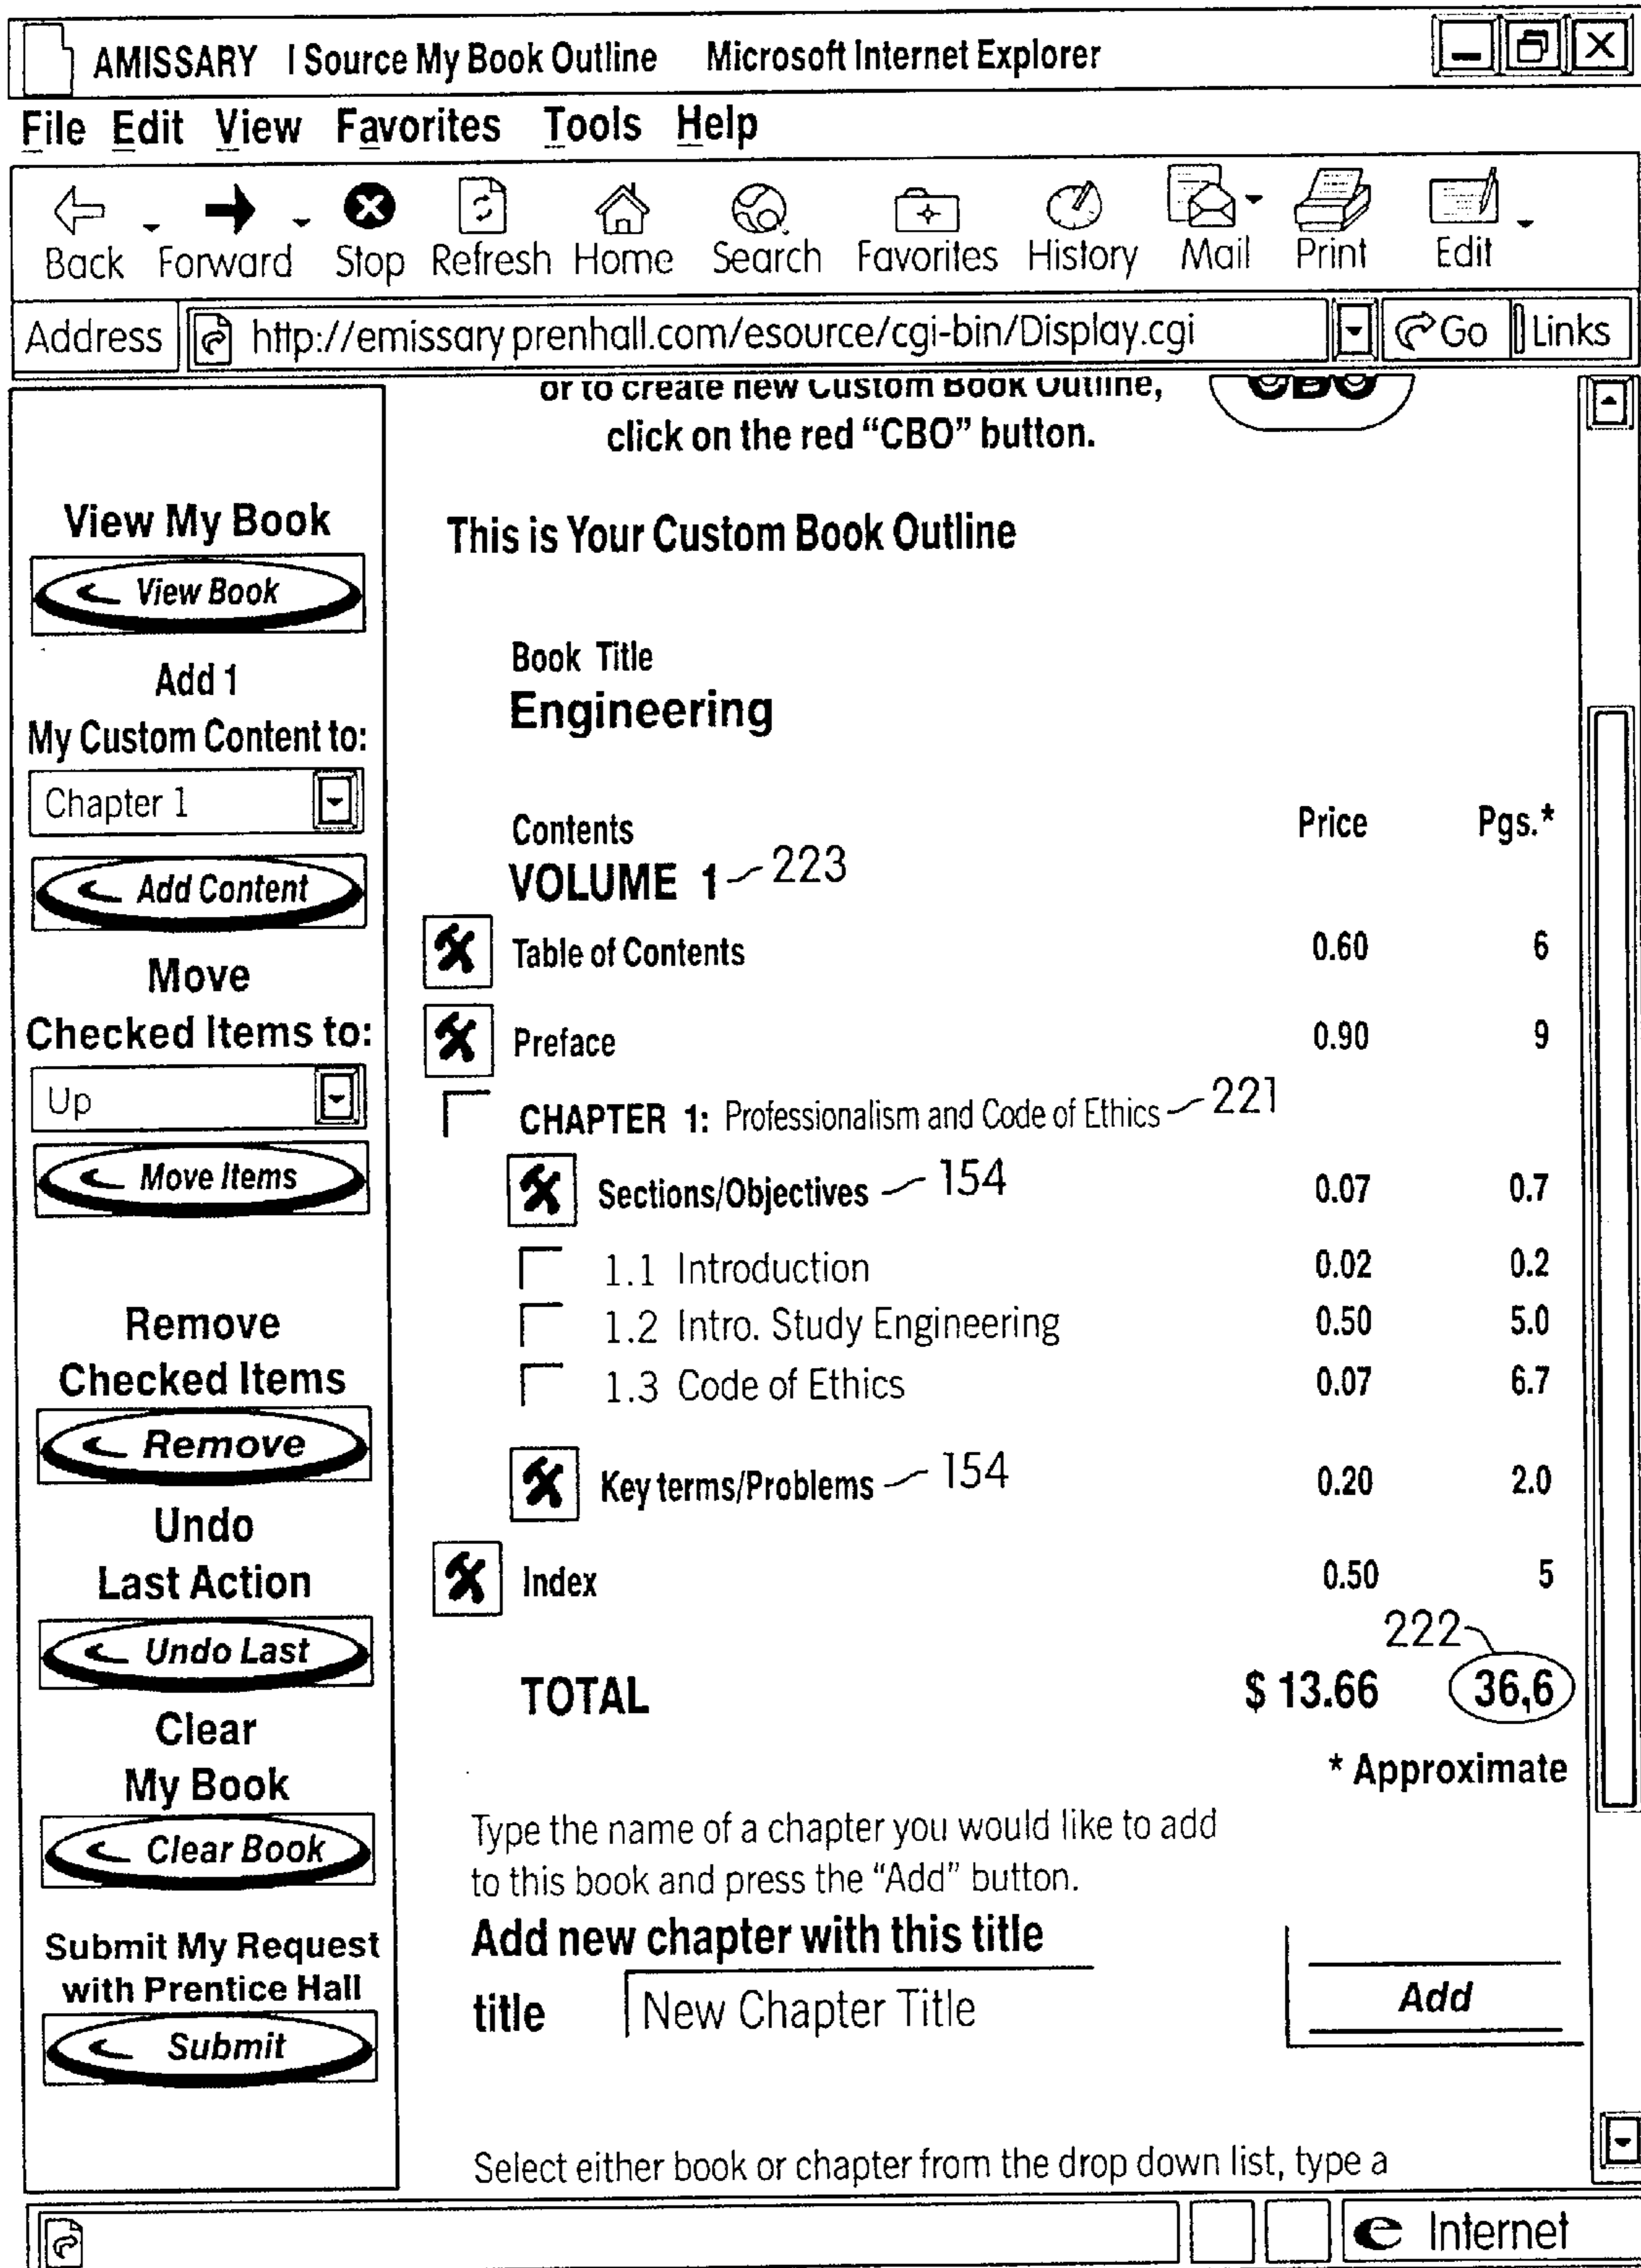 AMISSARY I Source My Book Outline Microsoft Internet Explorer
File Edit View Favorites Tools Help
Back Forward Stop Refresh Home Search Favorites History Mail Print Edit
Address http://emissary prenhall.com/esource/cgi-bin/Display.cgi Go Links
or to create new Custom Book Outline,
click on the red “CBO” button.
CBO
View My Book
View Book
Add 1
My Custom Content to:
Chapter 1
Add Content
Move
Checked Items to:
Up
Move Items
Remove
Checked Items
Remove
Undo
Last Action
Undo Last
Clear
My Book
Clear Book
Submit My Request
with Prentice Hall
Submit
This is Your Custom Book Outline
Book Title
Engineering
Contents Price Pgs.*
VOLUME 1 223
Table of Contents 0.60 6
Preface 0.90 9
CHAPTER 1: Professionalism and Code of Ethics 221
Sections/Objectives 154 0.07 0.7
1.1 Introduction 0.02 0.2
1.2 Intro. Study Engineering 0.50 5.0
1.3 Code of Ethics 0.07 6.7
Key terms/Problems 154 0.20 2.0
Index 0.50 5
222
TOTAL $ 13.66 36,6
* Approximate
Type the name of a chapter you would like to add
to this book and press the “Add” button.
Add new chapter with this title
title New Chapter Title Add
Select either book or chapter from the drop down list, type a
e Internet